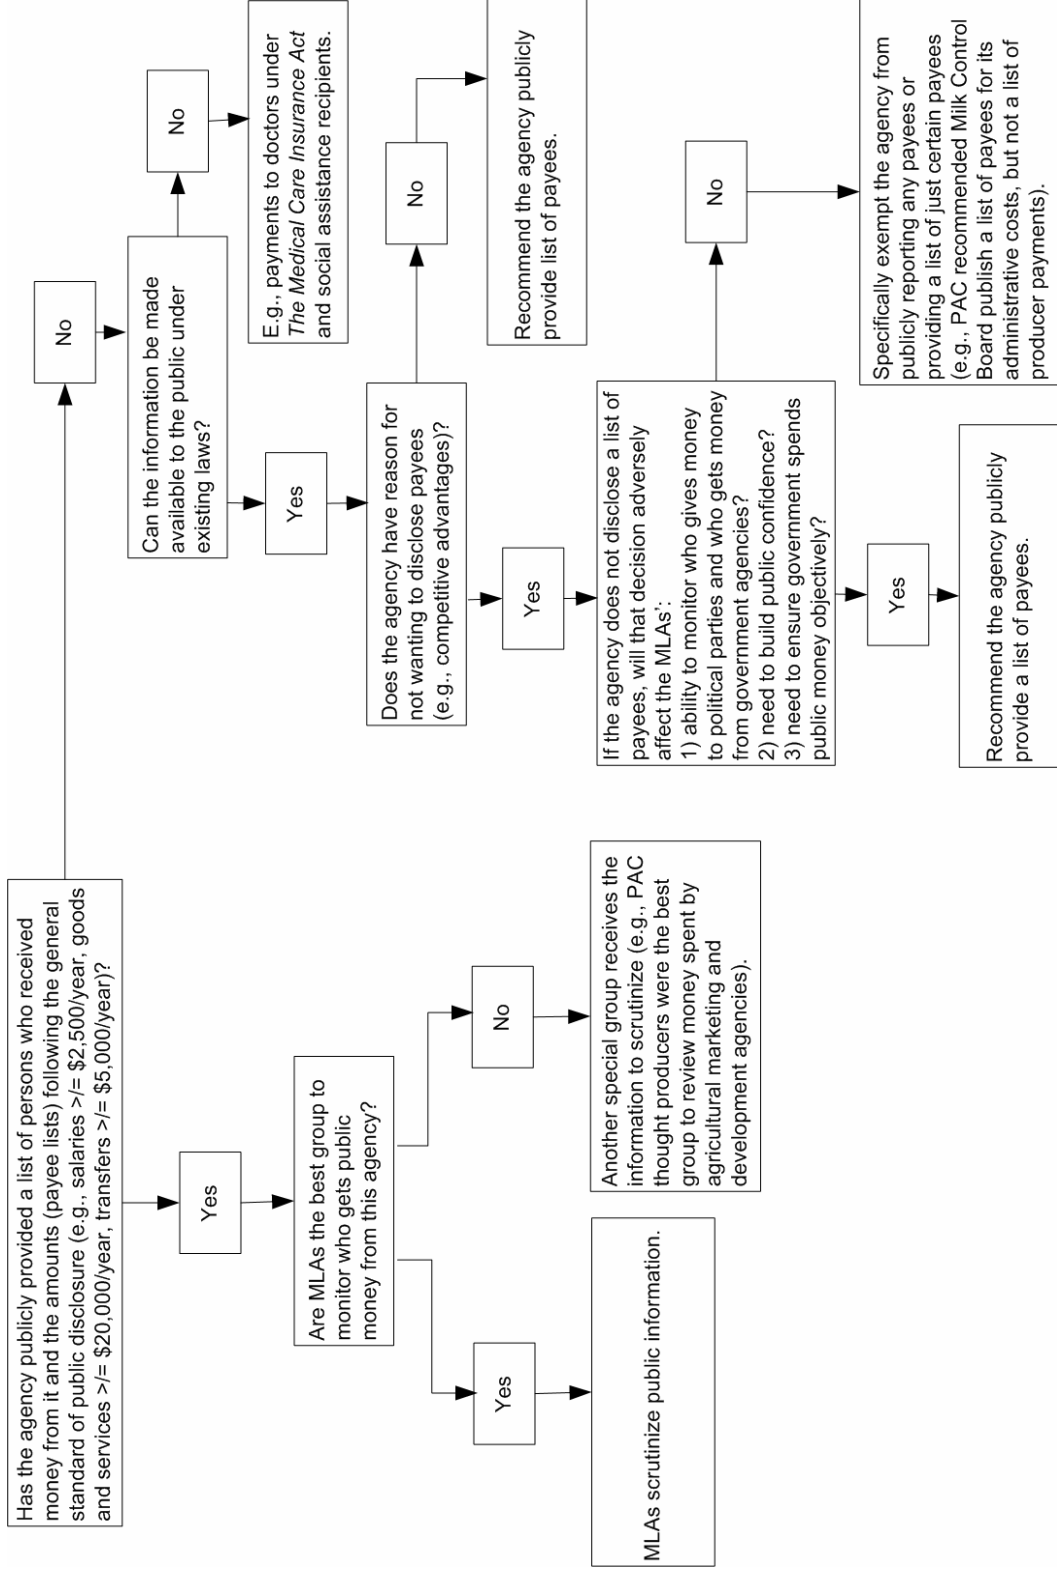 Has the agency publicly provided a list of persons who received
money from it and the amounts (payee lists) following the general
standard of public disclosure (e.g., salaries >/= $2,500/year, goods
and services >/= $20,000/year, transfers >/= $5,000/year)?
Yes
Are MLAs the best group to
monitor who gets public
money from this agency?
Yes
MLAs scrutinize public information.
No
Another special group receives the
information to scrutinize (e.g., PAC
thought producers were the best
group to review money spent by
agricultural marketing and
development agencies).
No
Can the information be made
available to the public under
existing laws?
No
E.g., payments to doctors under
The Medical Care Insurance Act
and social assistance recipients.
Yes
Does the agency have reason for
not wanting to disclose payees
(e.g., competitive advantages)?
No
Recommend the agency publicly
provide list of payees.
Yes
If the agency does not disclose a list of
payees, will that decision adversely
affect the MLAs':
1) ability to monitor who gives money
to political parties and who gets money
from government agencies?
2) need to build public confidence?
3) need to ensure government spends
public money objectively?
No
Specifically exempt the agency from
publicly reporting any payees or
providing a list of just certain payees
(e.g., PAC recommended Milk Control
Board publish a list of payees for its
administrative costs, but not a list of
producer payments).
Yes
Recommend the agency publicly
provide a list of payees.